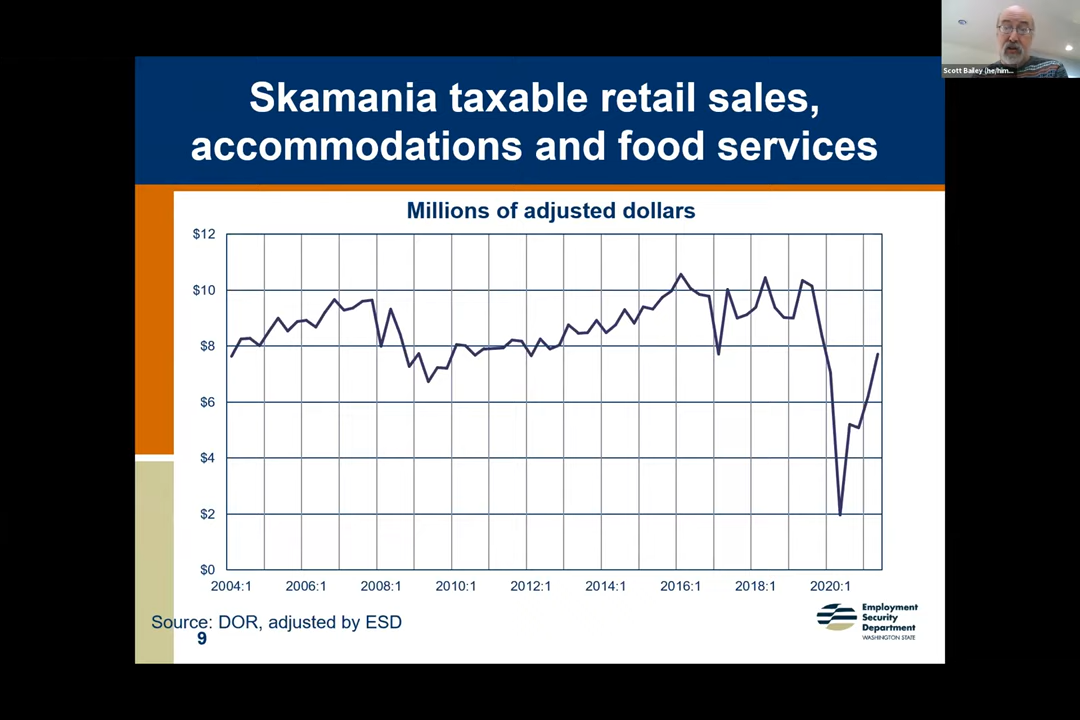 Scott Bailey (he/him...
Skamania taxable retail sales,
accommodations and food services
Millions of adjusted dollars
$12
$10
$8
$6
$4
$2
$0
2004:1 2006:1 2008:1 2010:1 2012:1 2014:1 2016:1 2018:1 2020:1
Source: DOR, adjusted by ESD
9
Employment
Security
Department
WASHINGTON STATE